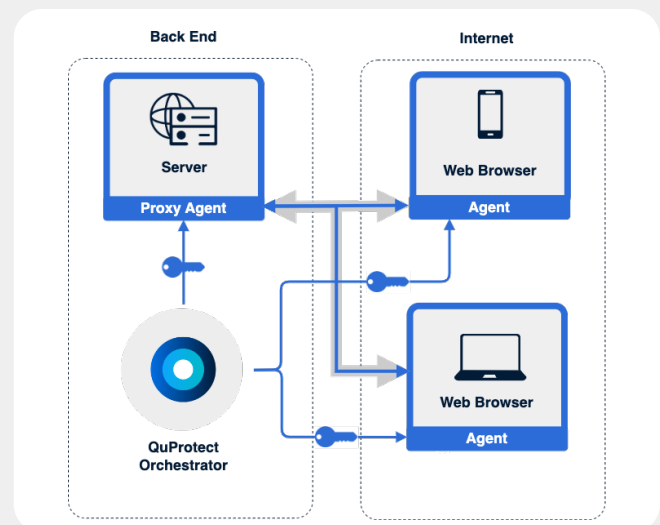 Back End
Internet
Server
Proxy Agent
Web Browser
Agent
QuProtect
Orchestrator
Web Browser
Agent